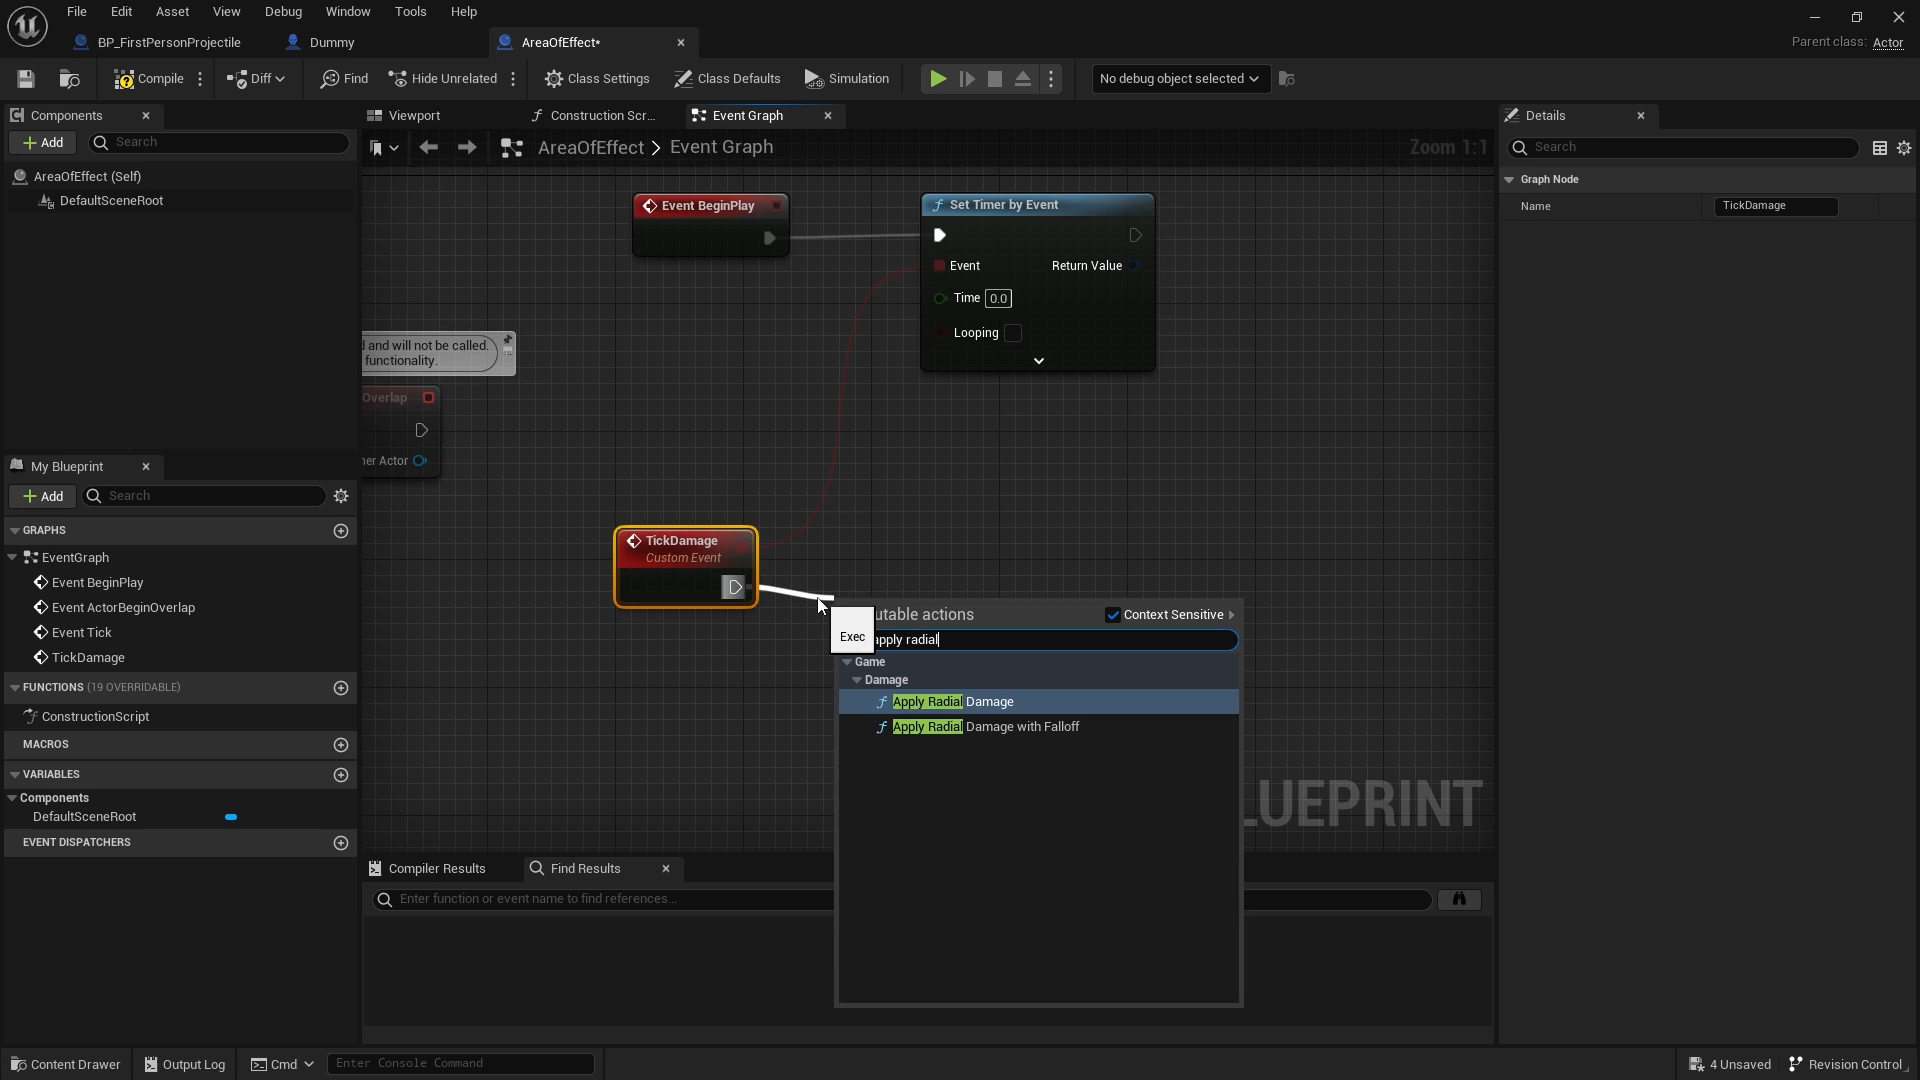 File Edit Asset View Debug Window Tools Help
BP_FirstPersonProjectile
Dummy
AreaOfEffect*
Parent class: Actor
Compile
Diff
Find
Hide Unrelated
Class Settings
Class Defaults
Simulation
No debug object selected
Components
Add
Search
AreaOfEffect (Self)
DefaultSceneRoot
My Blueprint
Add
Search
GRAPHS
EventGraph
Event BeginPlay
Event ActorBeginOverlap
Event Tick
TickDamage
FUNCTIONS (19 OVERRIDABLE)
ConstructionScript
MACROS
VARIABLES
Components
DefaultSceneRoot
EVENT DISPATCHERS
Viewport
Construction Scr...
Event Graph
AreaOfEffect > Event Graph
Zoom 1:1
Event BeginPlay
Set Timer by Event
Event
Return Value
Time 0.0
Looping
and will not be called.
functionality.
Overlap
er Actor
TickDamage
Custom Event
Exec
utable actions
Context Sensitive
apply radial
Game
Damage
Apply Radial Damage
Apply Radial Damage with Falloff
UEPRINT
Compiler Results
Find Results
Enter function or event name to find references...
Details
Search
Graph Node
Name
TickDamage
Content Drawer
Output Log
Cmd
Enter Console Command
4 Unsaved
Revision Control